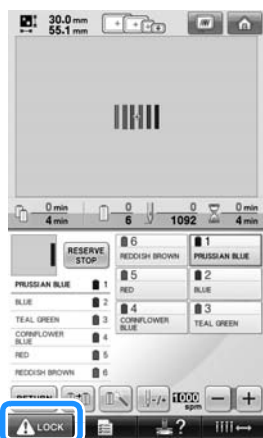 30.0 mm
55.1 mm
0 min
4 min
0
6
0
1092
0 min
4 min
RESERVE
STOP
PRUSSIAN BLUE 1
BLUE 2
TEAL GREEN 3
CORNFLOWER
BLUE 4
RED 5
REDDISH BROWN 6
6
REDDISH BROWN
1
PRUSSIAN BLUE
5
RED
2
BLUE
4
CORNFLOWER
BLUE
3
TEAL GREEN
RETURN
1000
spm
LOCK
?